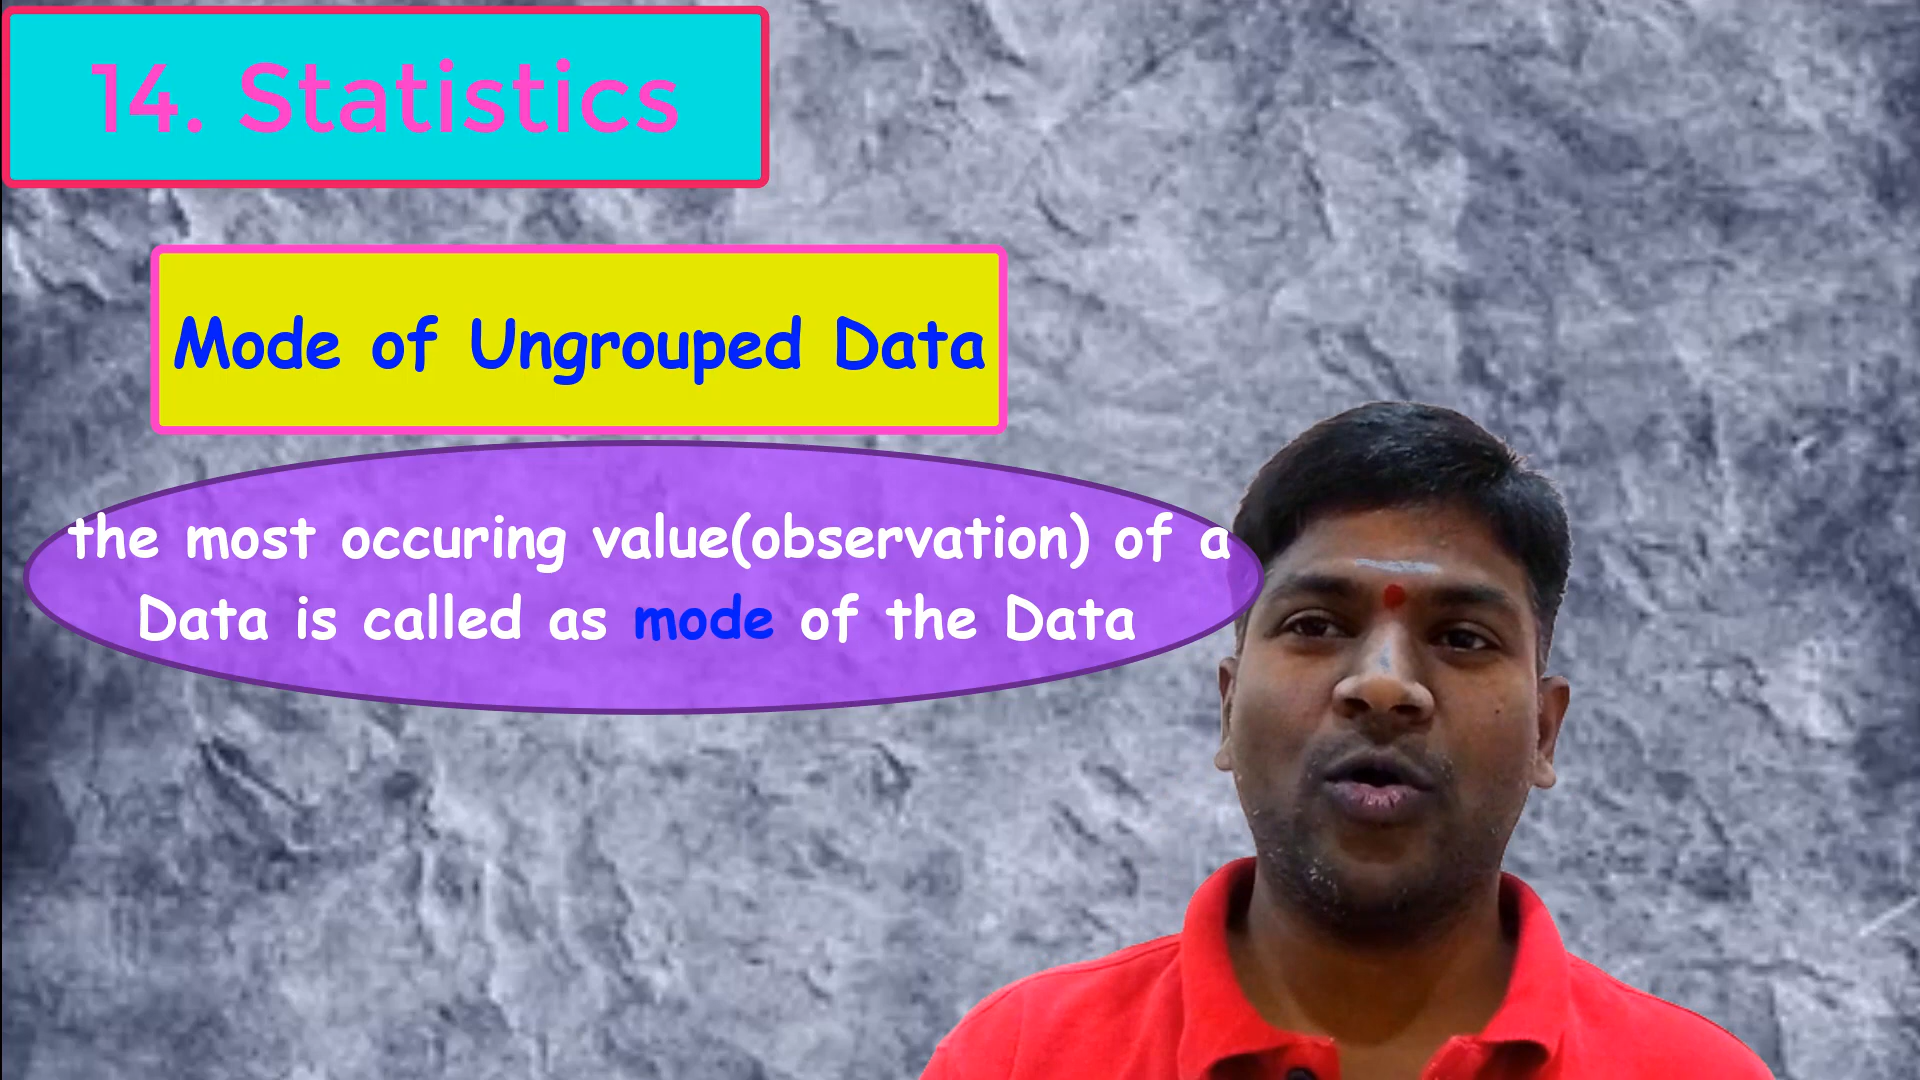 14. Statistics
Mode of Ungrouped Data
the most occuring value(observation) of a
Data is called as mode of the Data